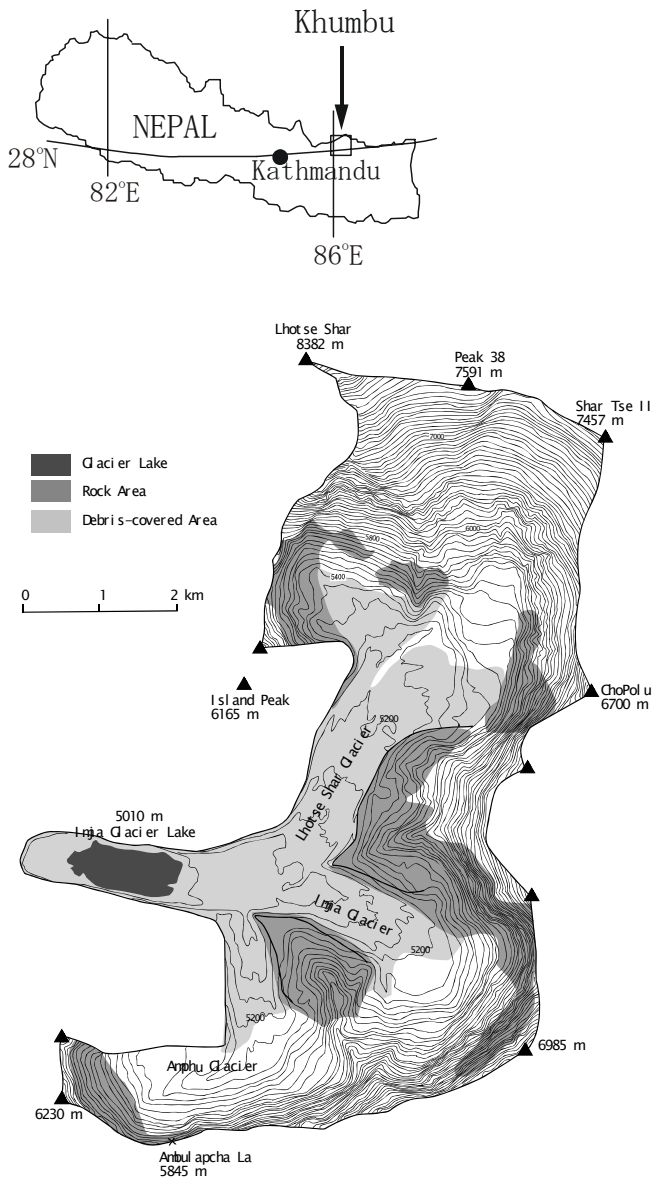 Khumbu
NEPAL
28°N
Kathmandu
82°E
86°E
Lhotse Shar
8382 m
Peak 38
7591 m
Shar Tse II
7457 m
7000
Glacier Lake
Rock Area
Debris-covered Area
6000
5800
5400
0 1 2 km
Island Peak
6165 m
ChoPolu
6700 m
5200
Lhotse Shar Glacier
5010 m
Imja Glacier Lake
Imja Glacier
5200
5200
6985 m
Amphu Glacier
6230 m
Ambulapcha La
5845 m